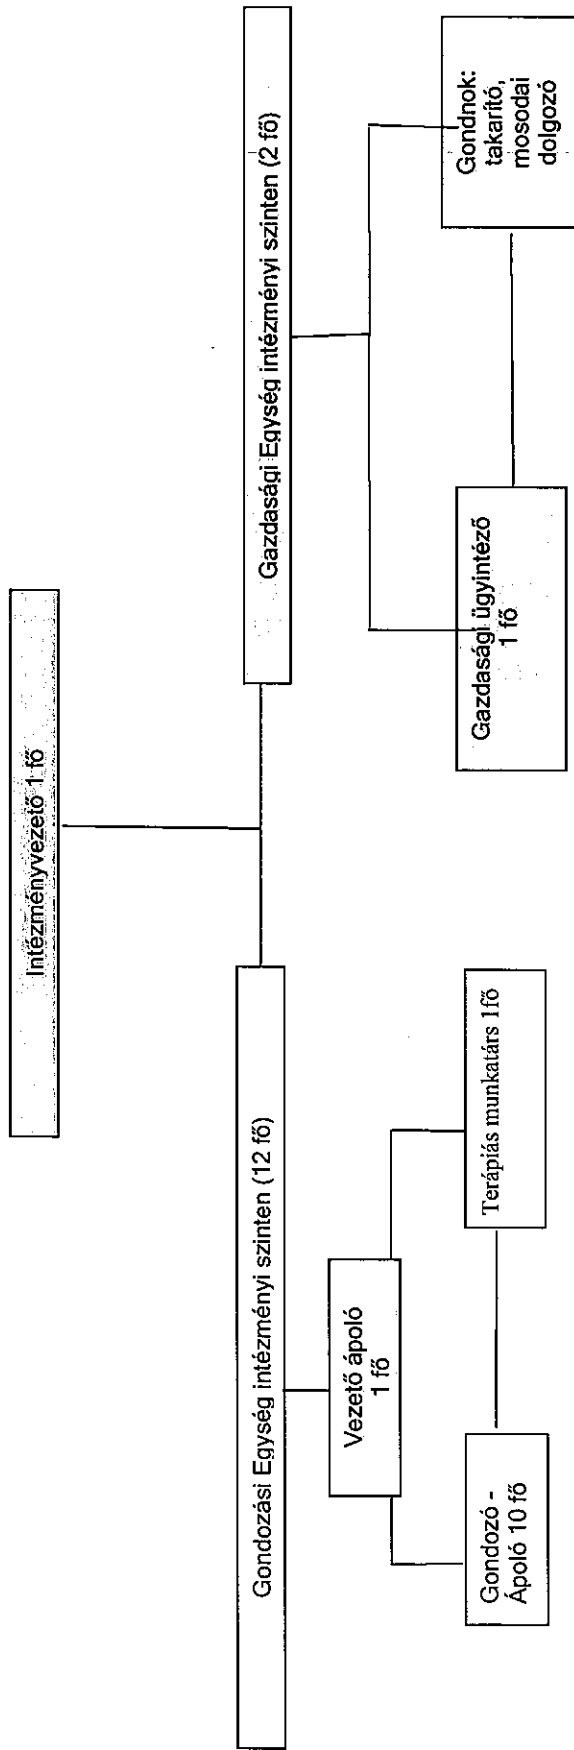 Intézményvezető 1 fő
Gondozási Egység intézményi szinten (12 fő)
Gazdasági Egység intézményi szinten (2 fő)
Vezető ápoló
1 fő
Gondozó -
Ápoló 10 fő
Terápiás munkatárs 1fő
Gazdasági ügyintéző
1 fő
Gondnok:
takarító,
mosodai
dolgozó